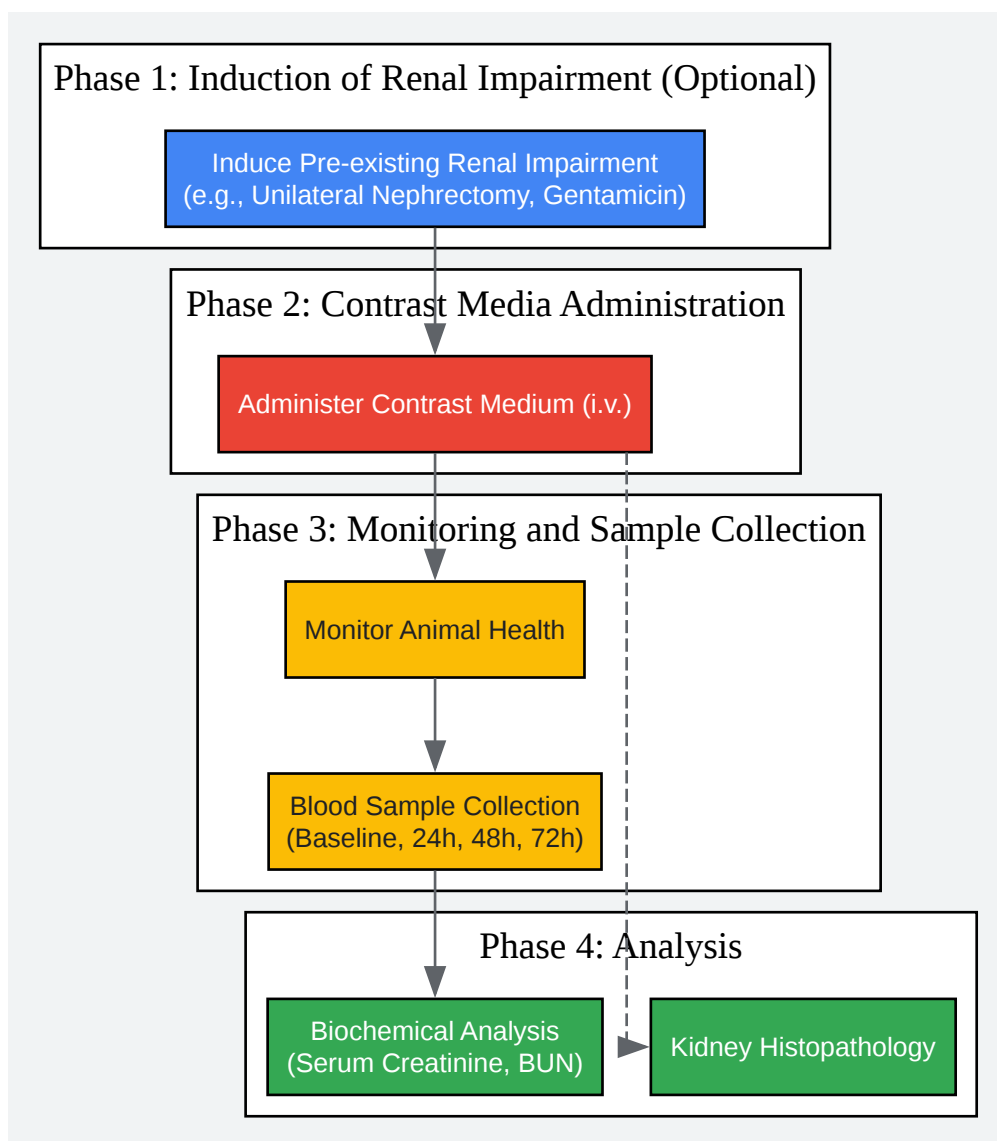 Phase 1: Induction of Renal Impairment (Optional)
Induce Pre-existing Renal Impairment
(e.g., Unilateral Nephrectomy, Gentamicin)
Phase 2: Contrast Media Administration
Administer Contrast Medium (i.v.)
Phase 3: Monitoring and Sample Collection
Monitor Animal Health
Blood Sample Collection
(Baseline, 24h, 48h, 72h)
Phase 4: Analysis
Biochemical Analysis
(Serum Creatinine, BUN)
Kidney Histopathology